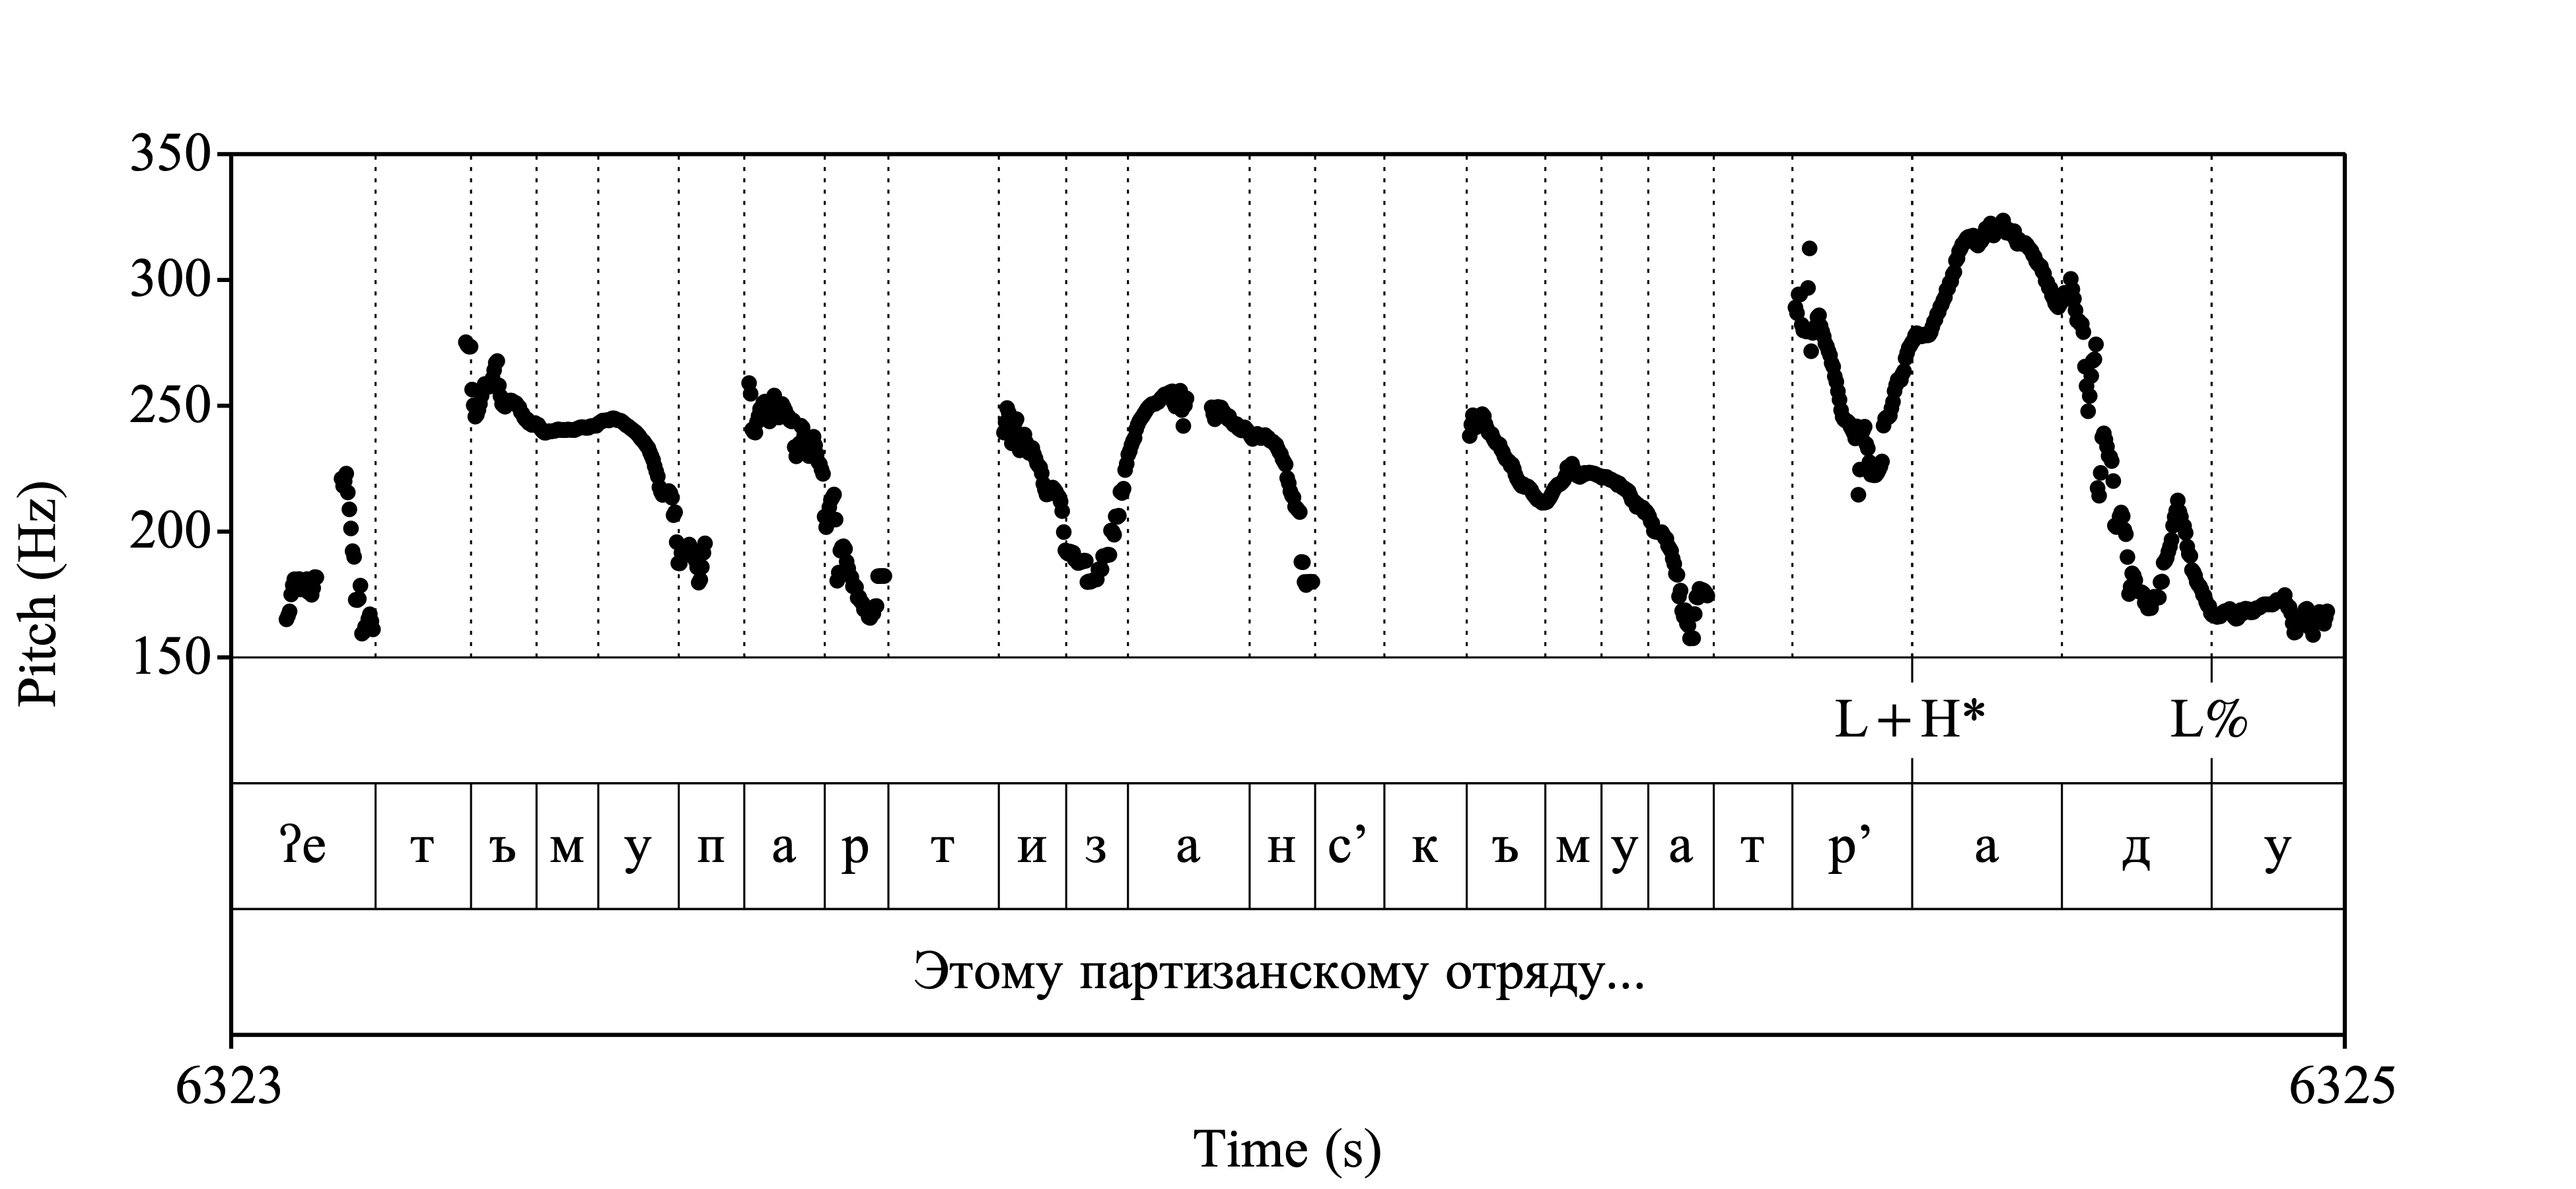 350
300
250
200
150
Pitch (Hz)
L+H* L%
ʔе т ъ м у п а р т и з а н с’ к ъ м у а т р’ а д у
Этому партизанскому отряду...
6323 6325
Time (s)